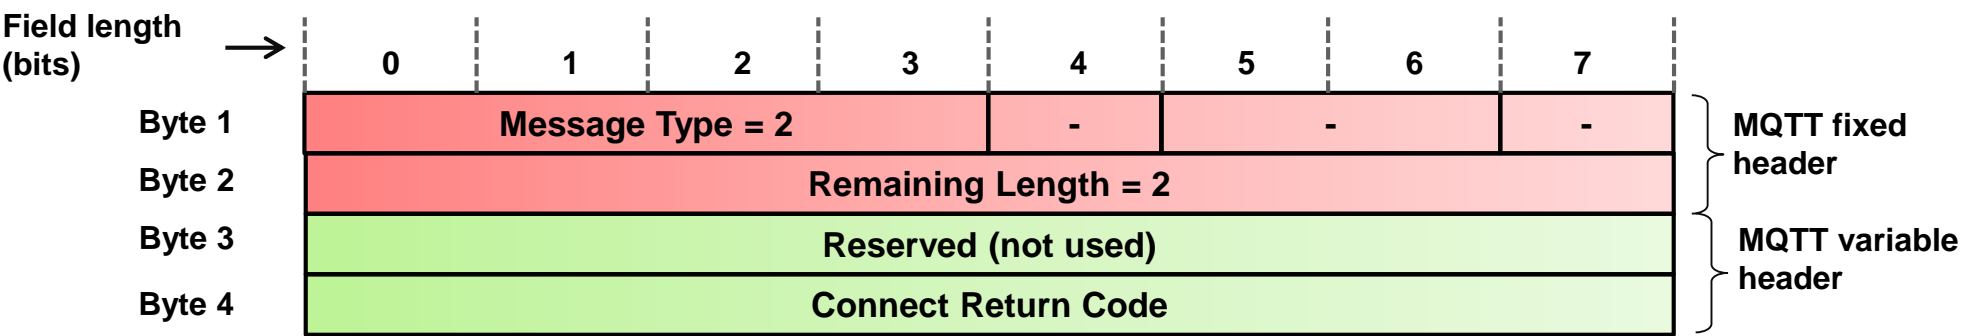 Field length
(bits)
0 1 2 3 4 5 6 7
Byte 1 Message Type = 2 - - - MQTT fixed
header
Byte 2 Remaining Length = 2
Byte 3 Reserved (not used) MQTT variable
header
Byte 4 Connect Return Code